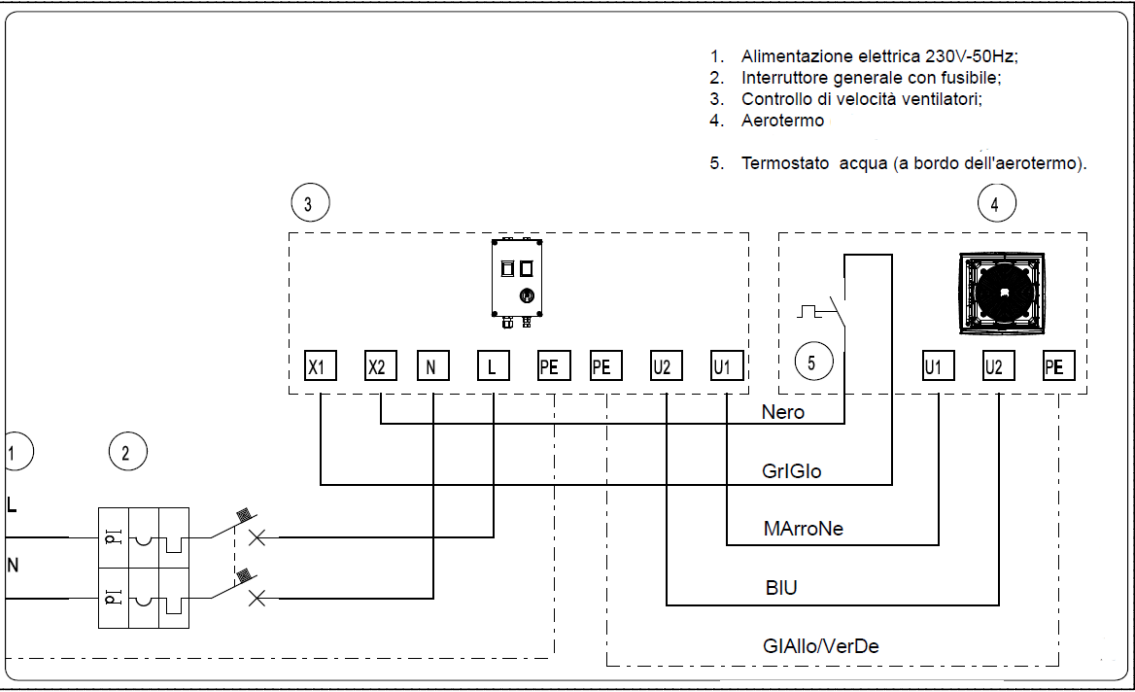 1. Alimentazione elettrica 230V-50Hz;
2. Interruttore generale con fusibile;
3. Controllo di velocità ventilatori;
4. Aerotermo
5. Termostato acqua (a bordo dell'aerotermo).
3
4
5
X1 X2 N L PE PE U2 U1
U1 U2 PE
Nero
1
2
GrIGIo
L
MArroNe
N
BIU
GIAllo/VerDe